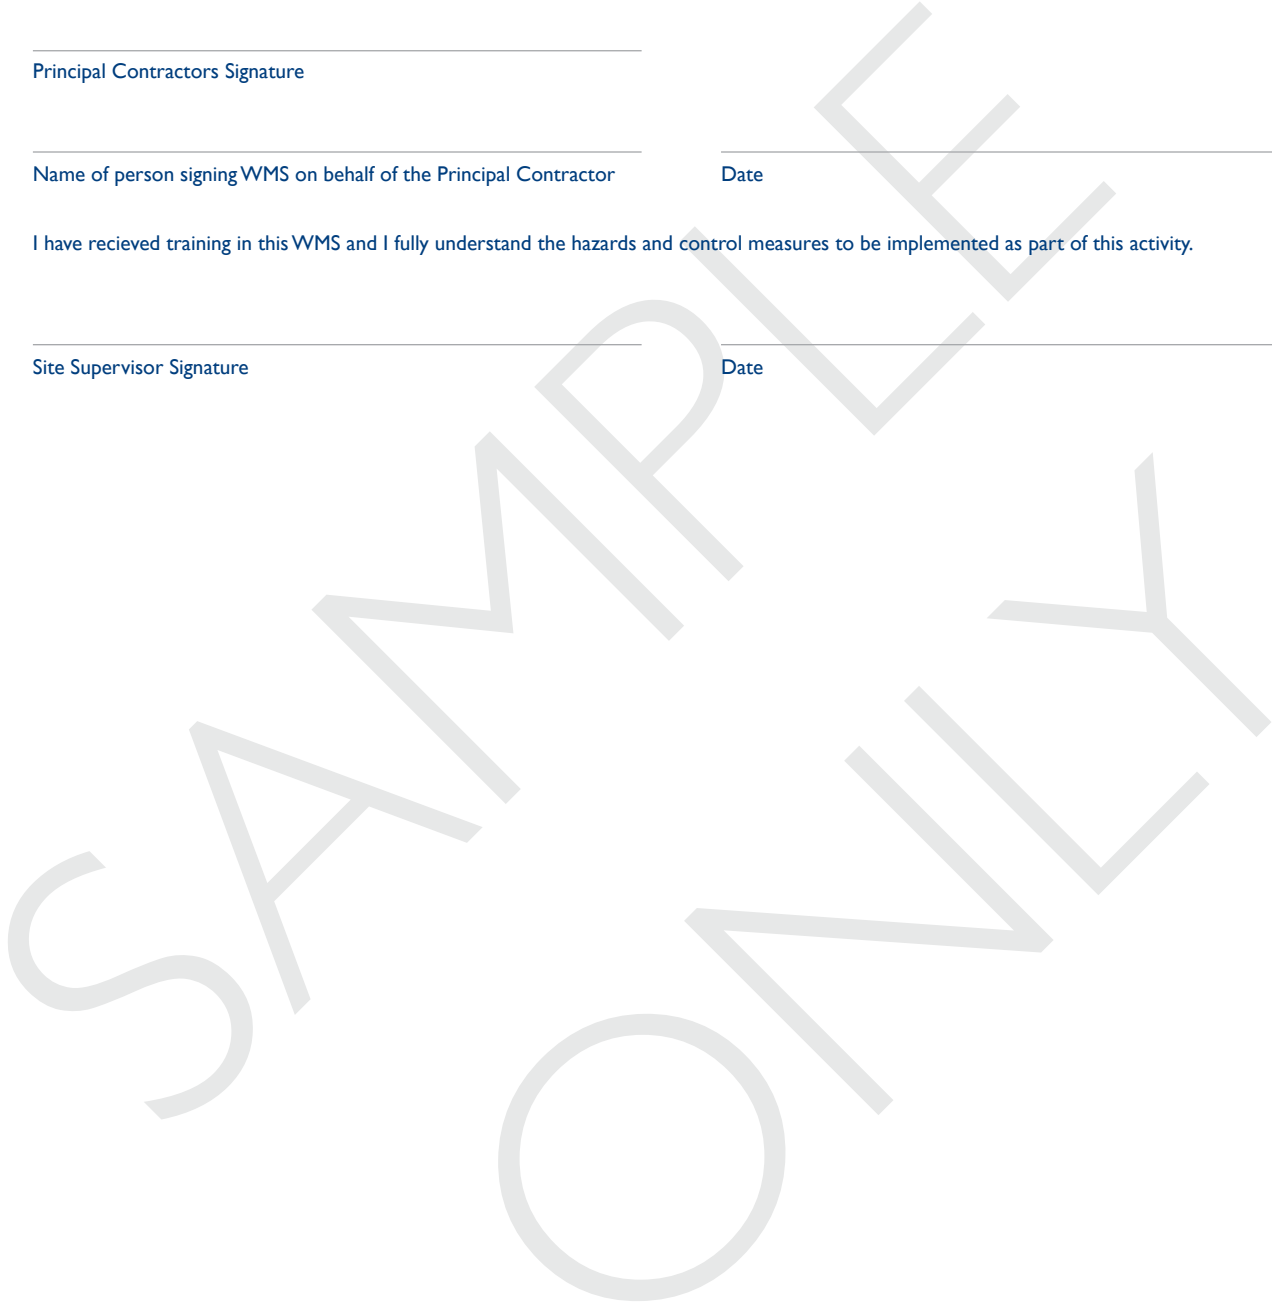 Principal Contractors Signature
Name of person signing WMS on behalf of the Principal Contractor
Date
I have recieved training in this WMS and I fully understand the hazards and control measures to be implemented as part of this activity.
Site Supervisor Signature
Date
SAMPLE
ONLY